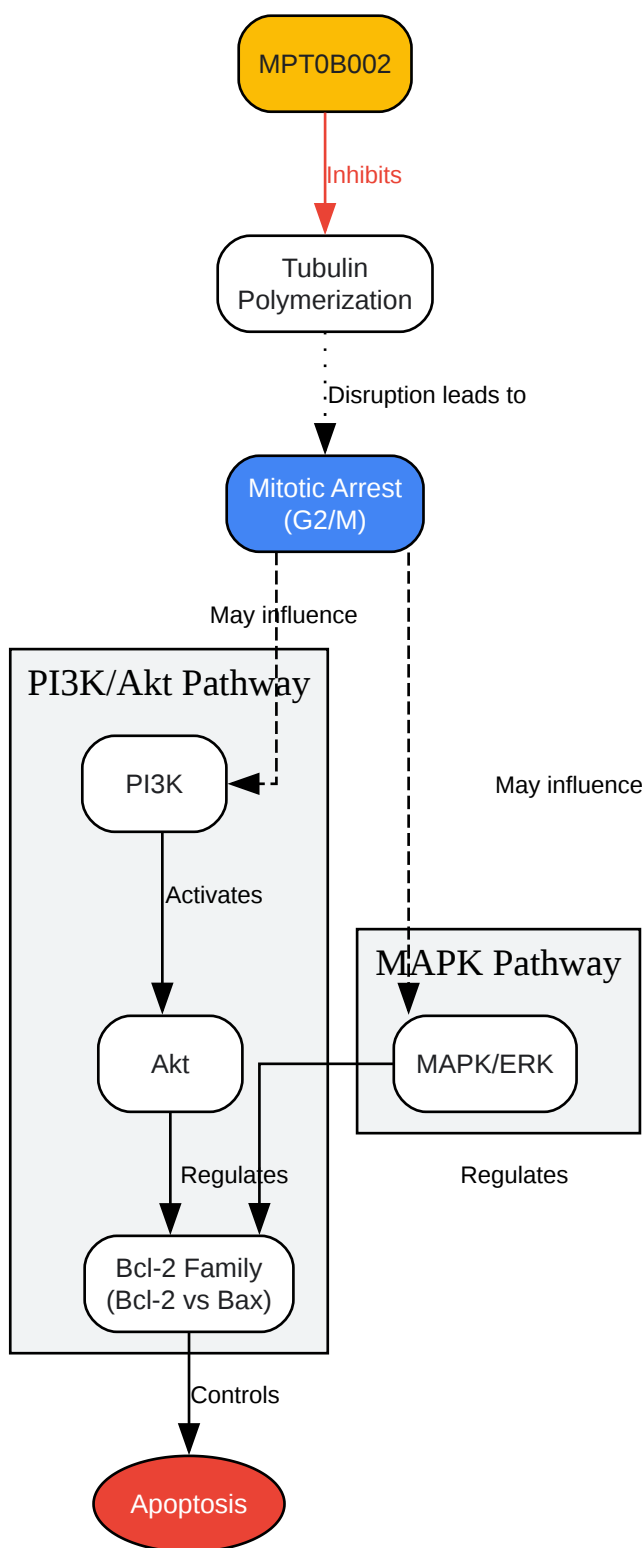 MPT0B002
Inhibits
Tubulin
Polymerization
Disruption leads to
Mitotic Arrest
(G2/M)
May influence
PI3K/Akt Pathway
PI3K
May influence
Activates
MAPK Pathway
Akt
MAPK/ERK
Regulates
Regulates
Bcl-2 Family
(Bcl-2 vs Bax)
Controls
Apoptosis